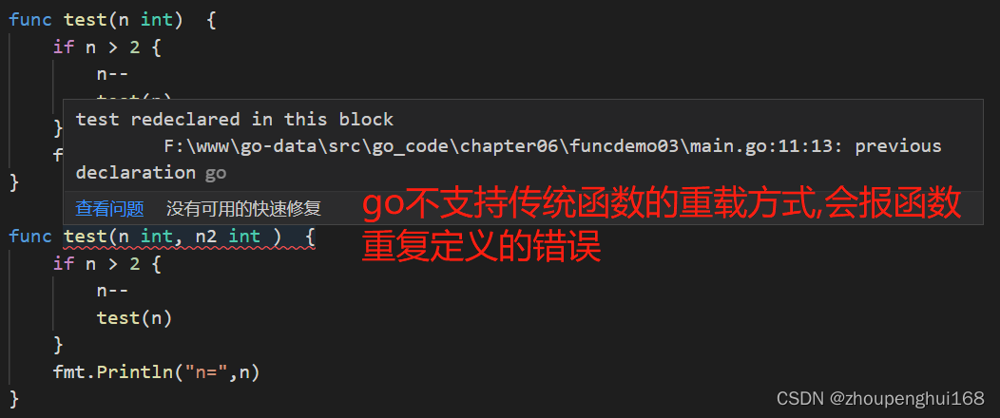 func test(n int)  {
if n > 2 {
n--
test(n)
test redeclared in this block
}
F:\www\go-data\src\go_code\chapter06\funcdemo03\main.go:11:13: previous
f
declaration go
}
查看问题 没有可用的快速修复
go不支持传统函数的重载方式,会报函数
重复定义的错误
func test(n int, n2 int )  {
if n > 2 {
n--
test(n)
}
fmt.Println("n=",n)
}
CSDN @zhoupenghui168